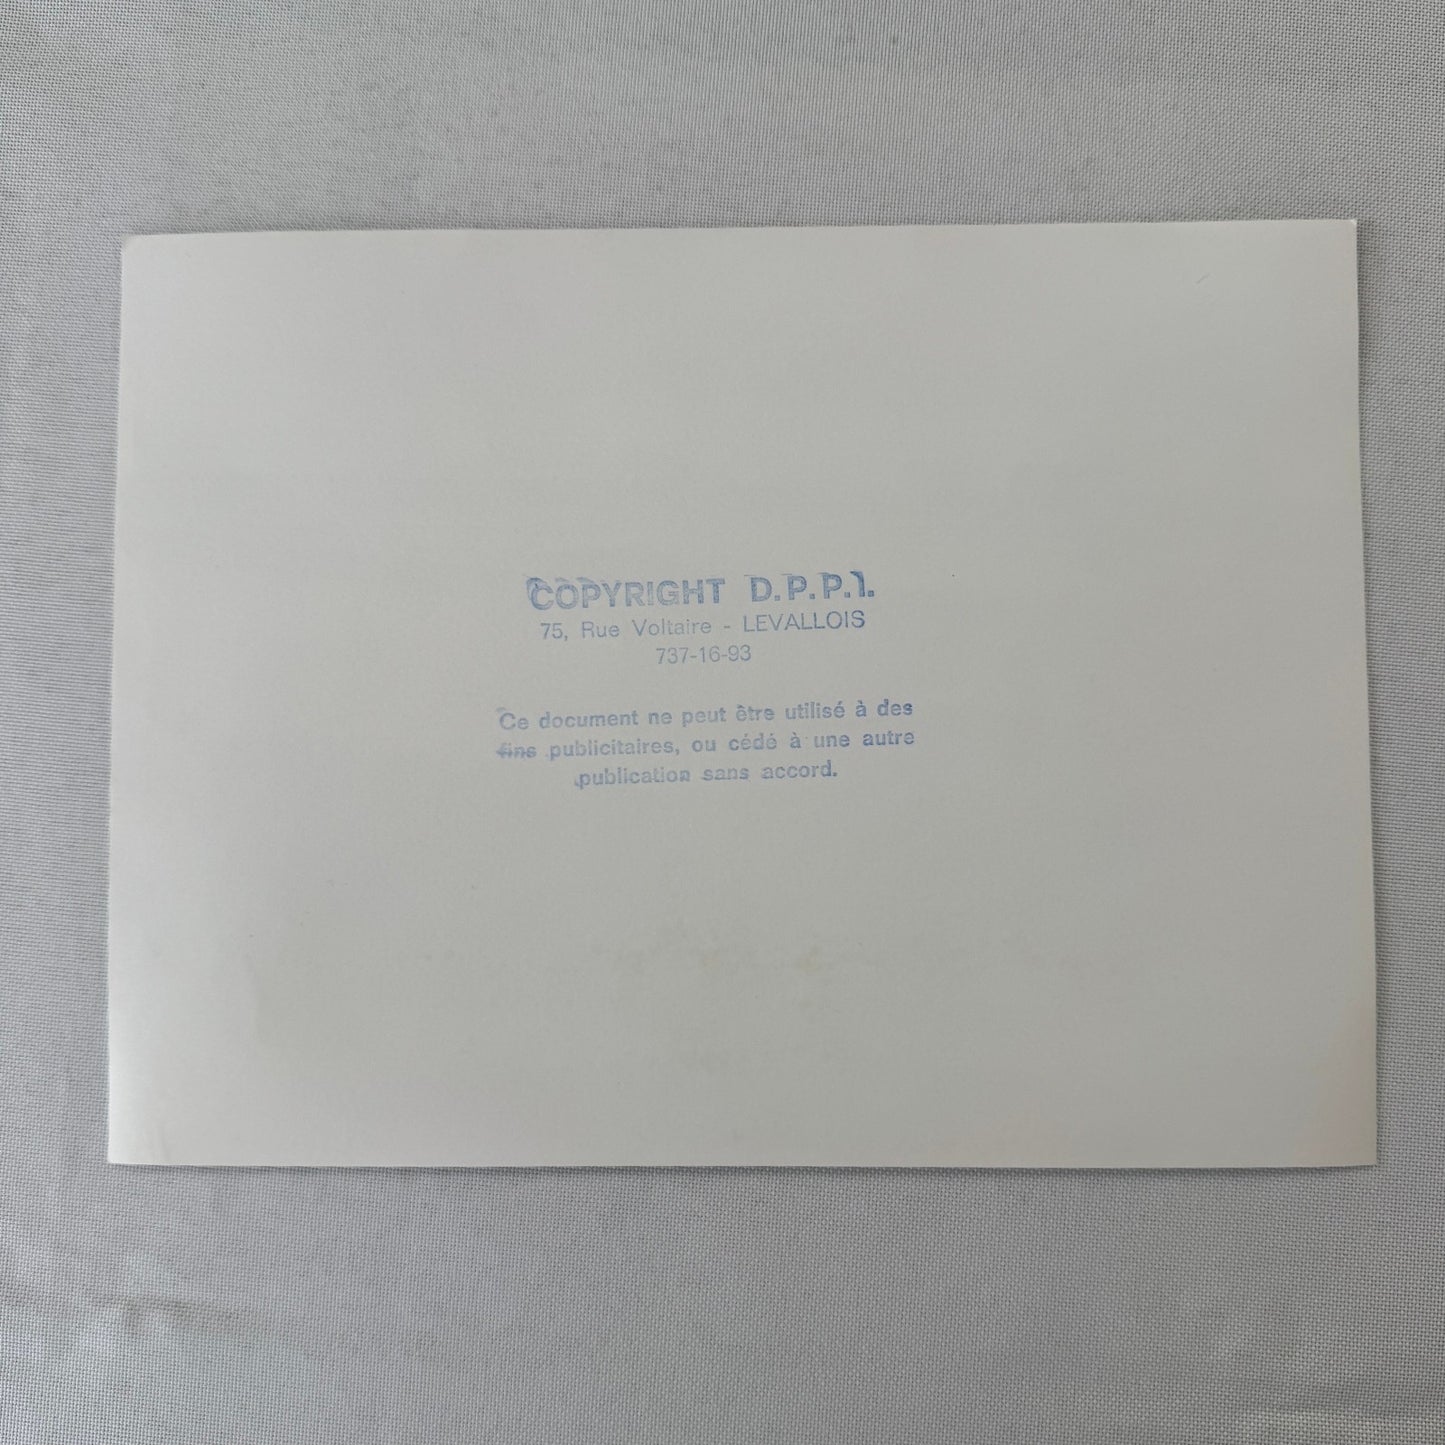 COPYRIGHT D.P.P.I.
75, Rue Voltaire - LEVALLOIS
737-16-93
Ce document ne peut être utilisé à des
fins publicitaires, ou cédé à une autre
publication sans accord.